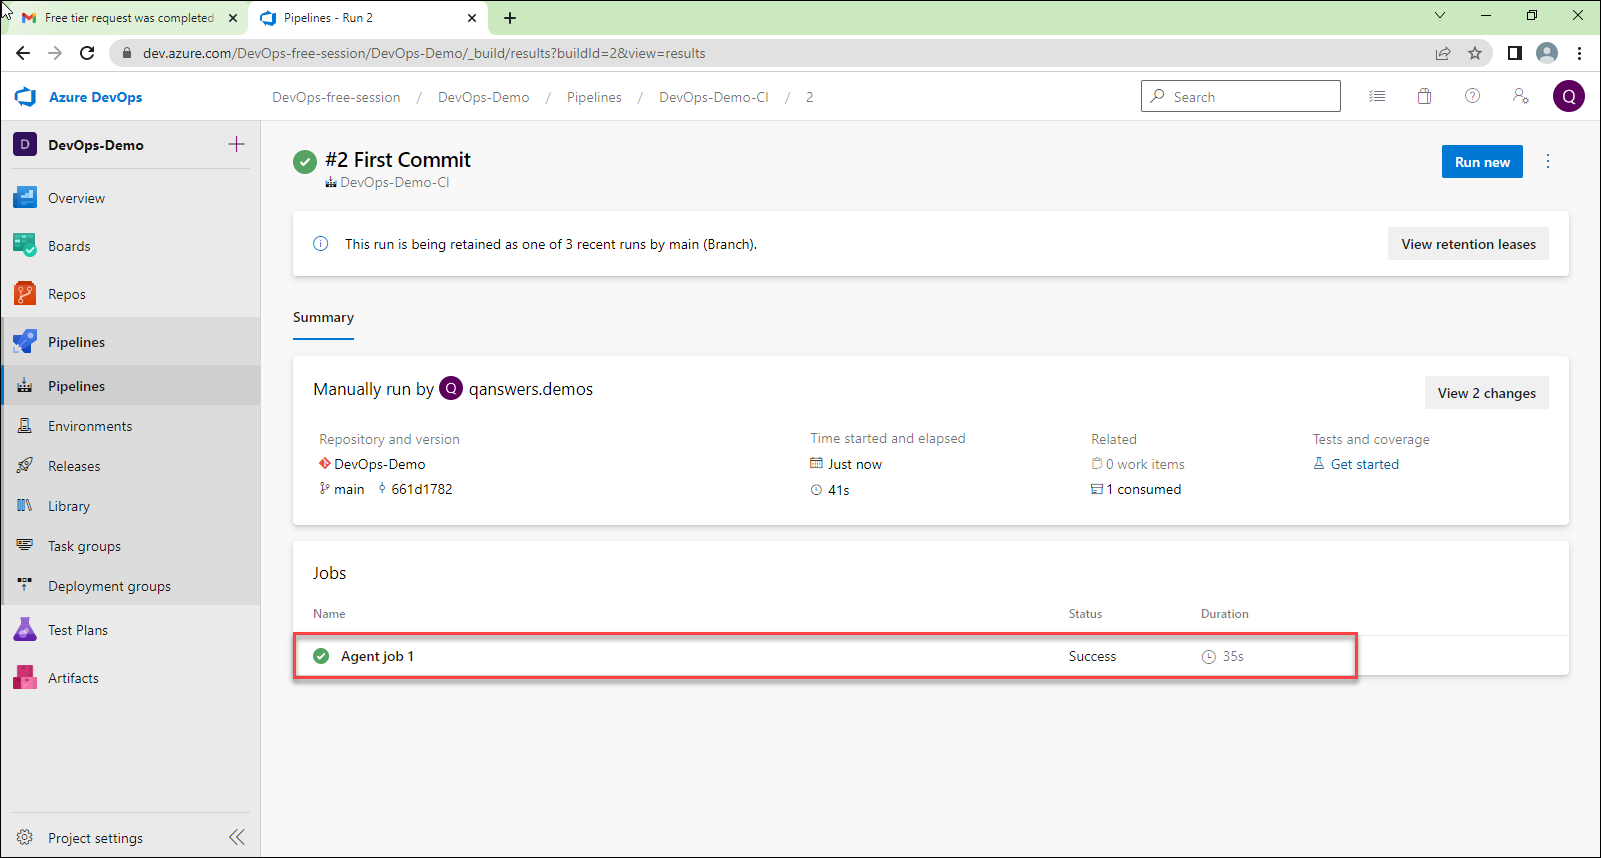 Free tier request was completed
Pipelines - Run 2
dev.azure.com/DevOps-free-session/DevOps-Demo/_build/results?buildId=2&view=results
Azure DevOps
DevOps-free-session / DevOps-Demo / Pipelines / DevOps-Demo-CI / 2
Search
Q
D DevOps-Demo
Overview
Boards
Repos
Pipelines
Pipelines
Environments
Releases
Library
Task groups
Deployment groups
Test Plans
Artifacts
Project settings
#2 First Commit
DevOps-Demo-CI
Run new
This run is being retained as one of 3 recent runs by main (Branch).
View retention leases
Summary
Manually run by Q qanswers.demos
View 2 changes
Repository and version
DevOps-Demo
main 661d1782
Time started and elapsed
Just now
41s
Related
0 work items
1 consumed
Tests and coverage
Get started
Jobs
Name Status Duration
Agent job 1 Success 35s